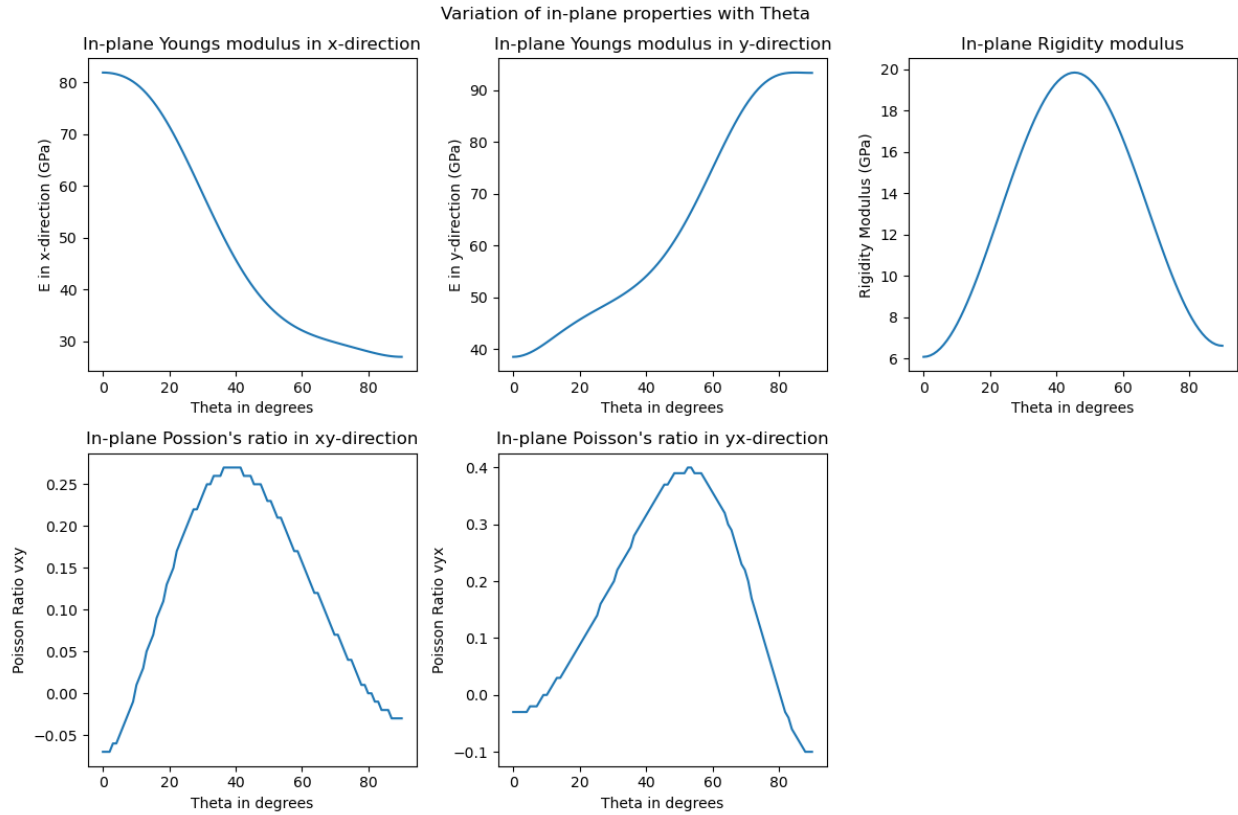 Variation of in-plane properties with Theta
In-plane Youngs modulus in x-direction
80
70
60
50
40
30
E in x-direction (GPa)
0 20 40 60 80
Theta in degrees
In-plane Youngs modulus in y-direction
90
80
70
60
50
40
E in y-direction (GPa)
0 20 40 60 80
Theta in degrees
In-plane Rigidity modulus
20
18
16
14
12
10
8
6
Rigidity Modulus (GPa)
0 20 40 60 80
Theta in degrees
In-plane Possion's ratio in xy-direction
0.25
0.20
0.15
0.10
0.05
0.00
−0.05
Poisson Ratio vxy
0 20 40 60 80
Theta in degrees
In-plane Poisson's ratio in yx-direction
0.4
0.3
0.2
0.1
0.0
−0.1
Poisson Ratio vyx
0 20 40 60 80
Theta in degrees